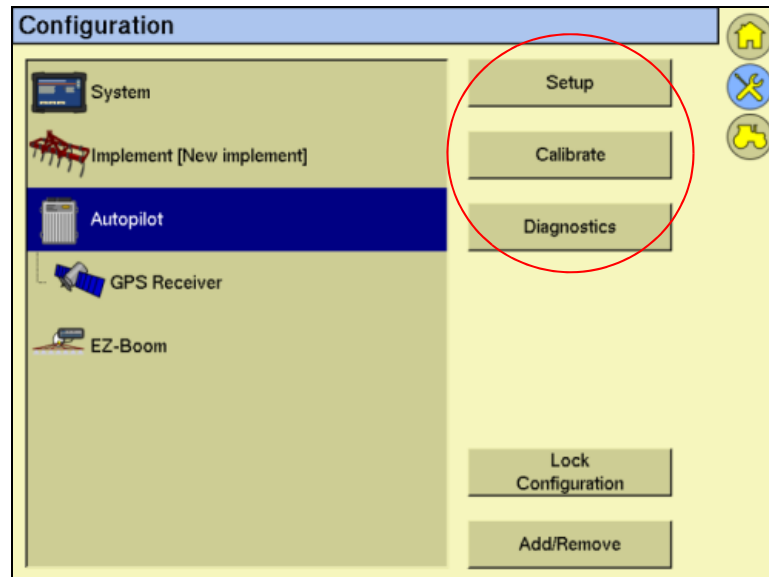 Configuration
System
Implement [New implement]
Autopilot
GPS Receiver
EZ-Boom
Setup
Calibrate
Diagnostics
Lock
Configuration
Add/Remove